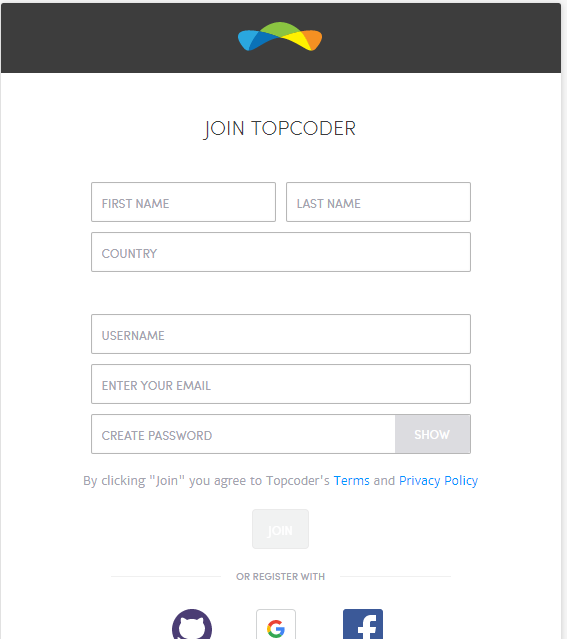 JOIN TOPCODER
FIRST NAME LAST NAME
COUNTRY
USERNAME
ENTER YOUR EMAIL
CREATE PASSWORD SHOW
By clicking "Join" you agree to Topcoder's Terms and Privacy Policy
JOIN
OR REGISTER WITH